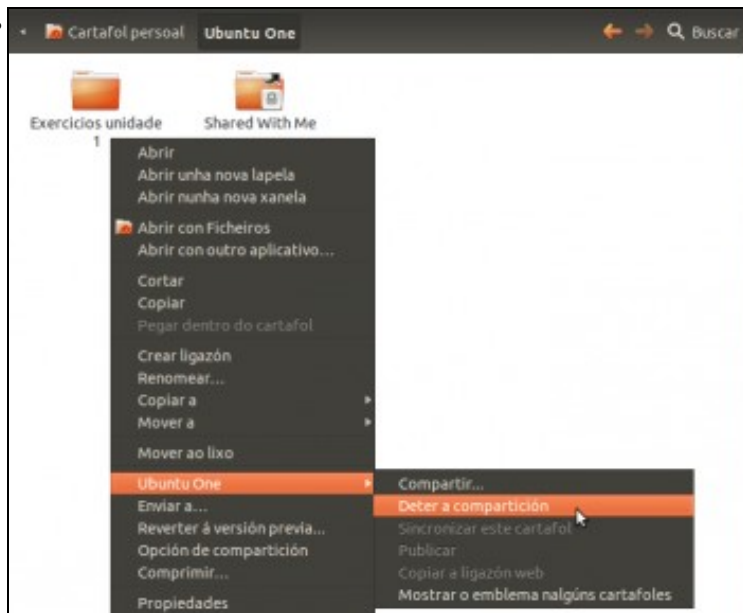 Cartafol persoal Ubuntu One Buscar
Exercicios unidade
1
Shared With Me
Abrir
Abrir unha nova lapela
Abrir nunha nova xanela
Abrir con Ficheiros
Abrir con outro aplicativo...
Cortar
Copiar
Pegar dentro do cartafol
Crear ligazón
Renomear...
Copiar a
Mover a
Mover ao lixo
Ubuntu One
Enviar a...
Reverter á versión previa...
Opción de compartición
Comprimir...
Propiedades
Compartir...
Deter a compartición
Sincronizar este cartafol
Publicar
Copiar a ligazón web
Mostrar o emblema nalgúns cartafoles